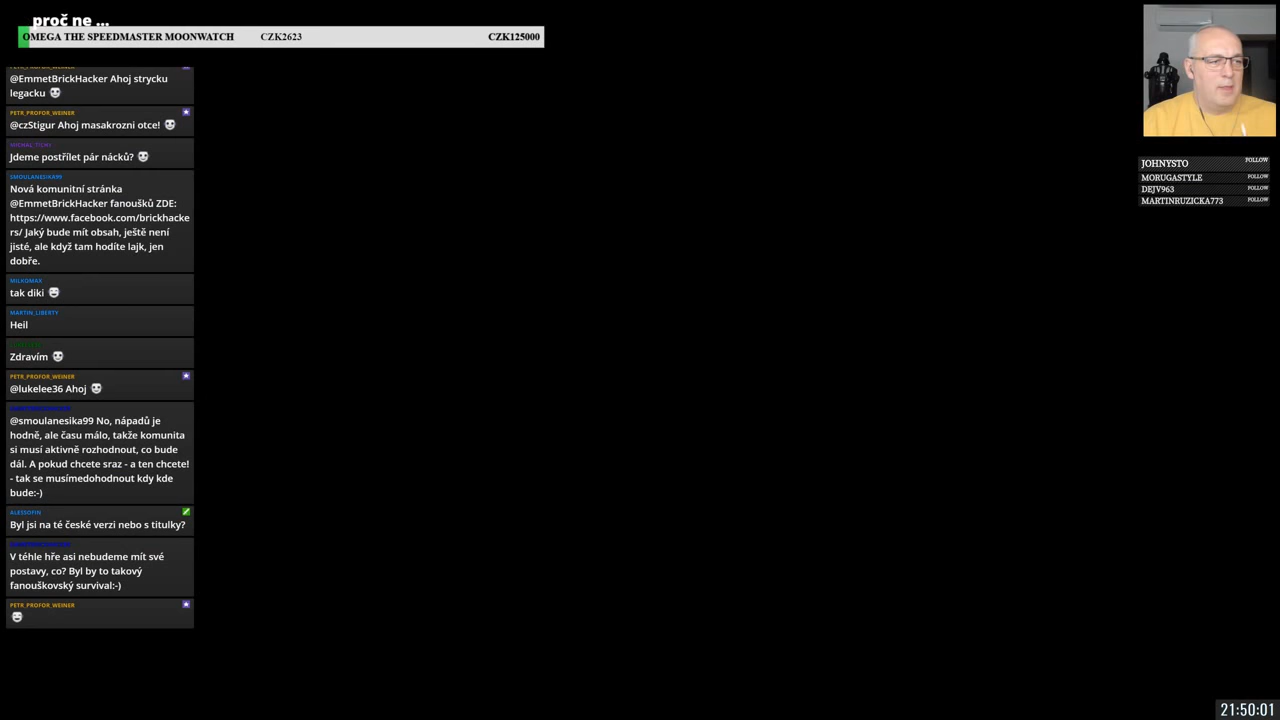 proč ne ...
OMEGA THE SPEEDMASTER MOONWATCH CZK2623 CZK125000
@EmmetBrickHacker Ahoj strycku
legacku
PETR_PROFOR_WEINER
@czStigur Ahoj masakrozni otce!
MICHAL_TICHY
Jdeme postřílet pár nácků?
SMOULANESIKA99
Nová komunitní stránka
@EmmetBrickHacker fanoušků ZDE:
https://www.facebook.com/brickhacke
rs/ Jaký bude mít obsah, ještě není
jisté, ale když tam hodíte lajk, jen
dobře.
MILKOMAX
tak diki
MARTIN_LIBERTY
Heil
Zdravím
PETR_PROFOR_WEINER
@lukelee36 Ahoj
@smoulanesika99 No, nápadů je
hodně, ale času málo, takže komunita
si musí aktivně rozhodnout, co bude
dál. A pokud chcete sraz - a ten chcete!
- tak se musímedohodnout kdy kde
bude:-)
ALESSOFIN
Byl jsi na té české verzi nebo s titulky?
V téhle hře asi nebudeme mít své
postavy, co? Byl by to takový
fanouškovský survival:-)
PETR_PROFOR_WEINER
JOHNYSTO FOLLOW
MORUGASTYLE FOLLOW
DEJV963 FOLLOW
MARTINRUZICKA773 FOLLOW
21:50:01